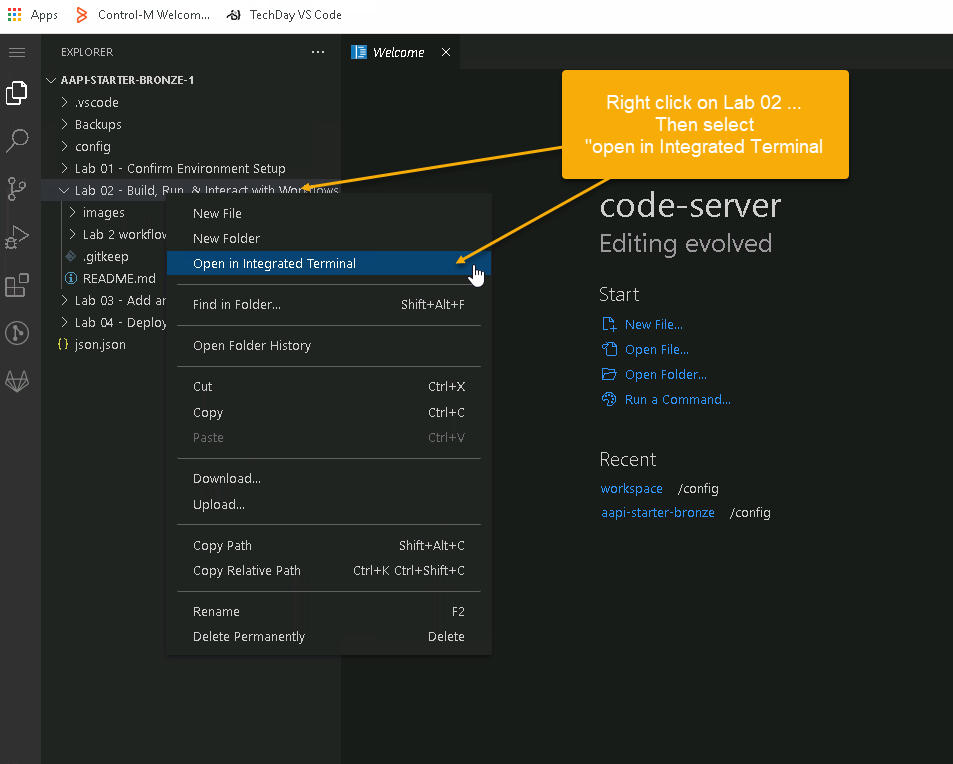 Apps Control-M Welcom... TechDay VS Code
EXPLORER ...
Welcome
AAPI-STARTER-BRONZE-1
.vscode
Backups
config
Lab 01 - Confirm Environment Setup
Lab 02 - Build, Run, & Interact with Workflows
images
Lab 2 workflow
.gitkeep
README.md
Lab 03 - Add an
Lab 04 - Deploy
{} json.json
New File
New Folder
Open in Integrated Terminal
Find in Folder... Shift+Alt+F
Open Folder History
Cut Ctrl+X
Copy Ctrl+C
Paste Ctrl+V
Download...
Upload...
Copy Path Shift+Alt+C
Copy Relative Path Ctrl+K Ctrl+Shift+C
Rename F2
Delete Permanently Delete
Right click on Lab 02 ...
Then select
"open in Integrated Terminal
code-server
Editing evolved
Start
New File...
Open File...
Open Folder...
Run a Command...
Recent
workspace /config
aapi-starter-bronze /config